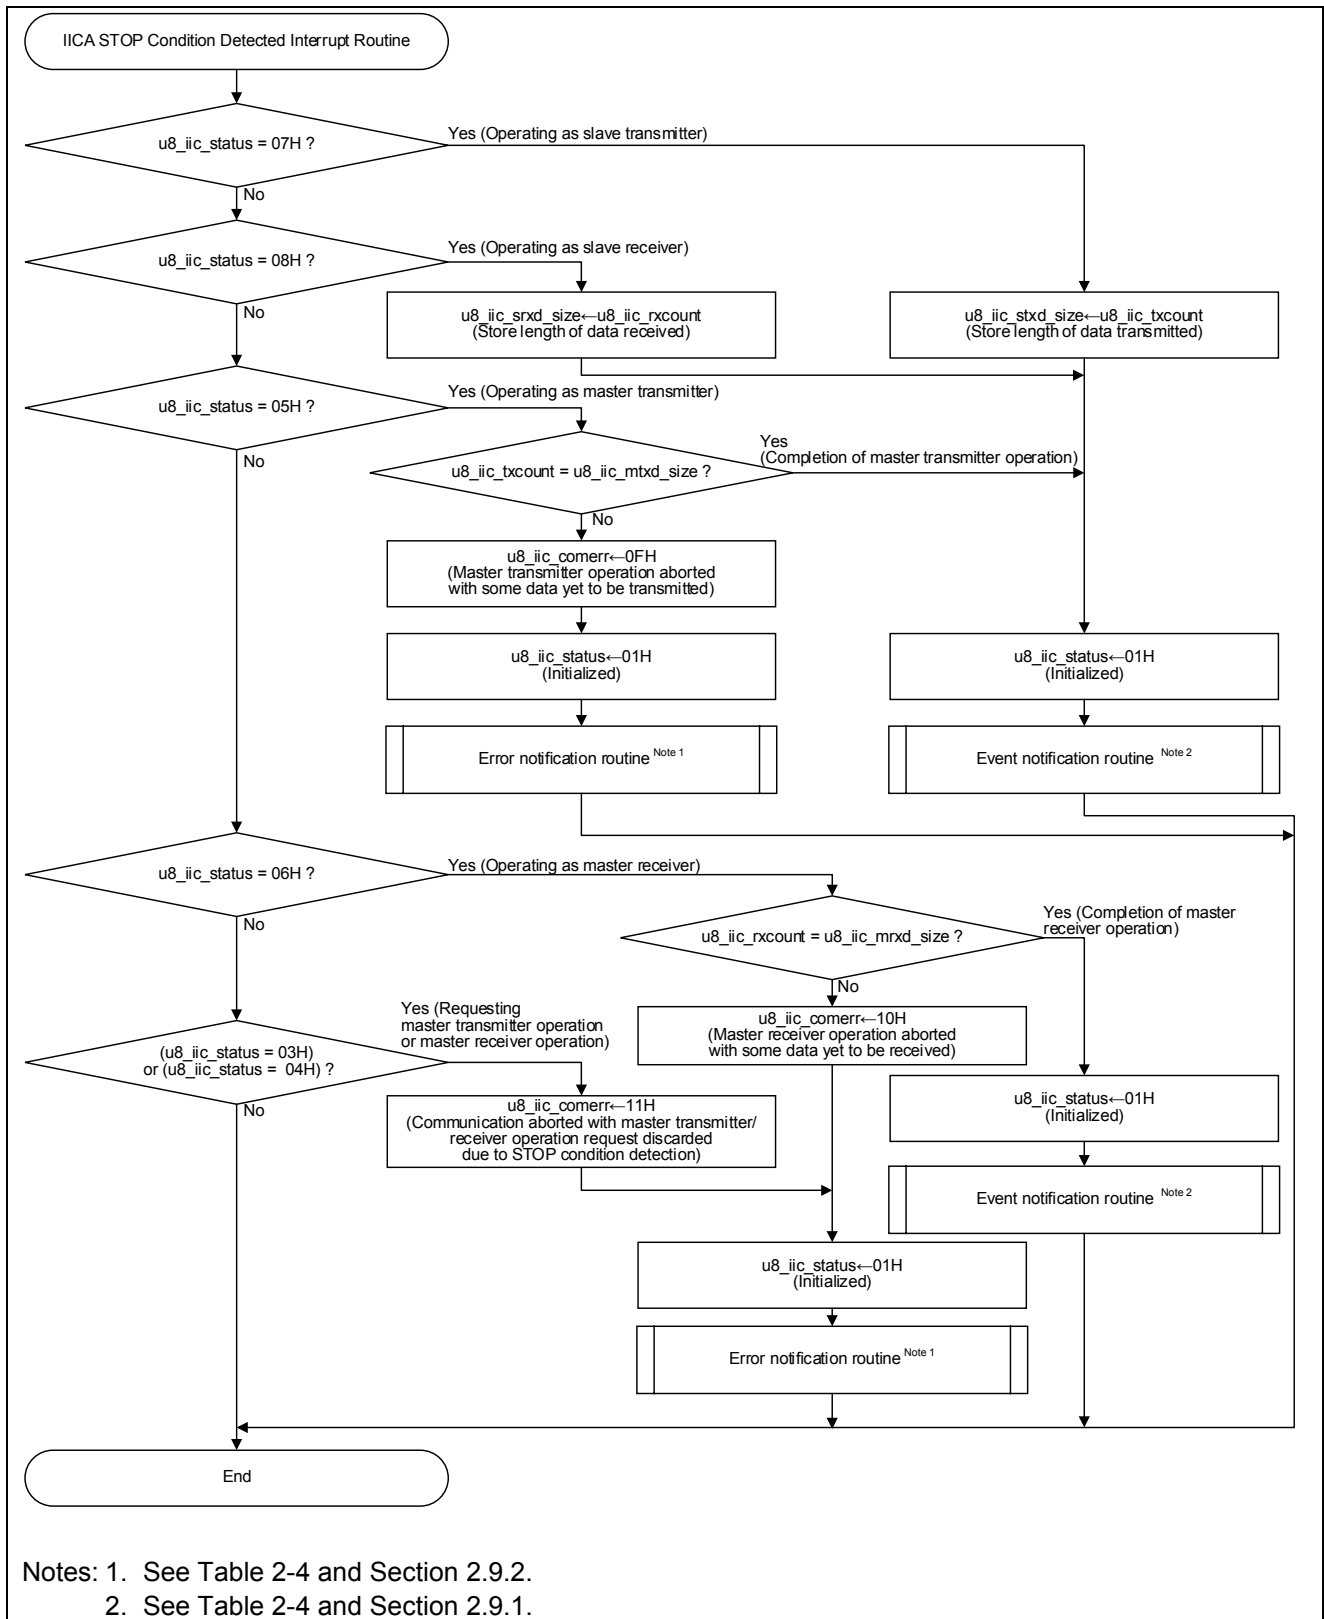 IICA STOP Condition Detected Interrupt Routine
u8_iic_status = 07H ?
Yes (Operating as slave transmitter)
No
u8_iic_status = 08H ?
Yes (Operating as slave receiver)
No
u8_iic_srxd_size←u8_iic_rxcount
(Store length of data received)
u8_iic_stxd_size←u8_iic_txcount
(Store length of data transmitted)
u8_iic_status = 05H ?
Yes (Operating as master transmitter)
No
u8_iic_txcount = u8_iic_mtxd_size ?
Yes
(Completion of master transmitter operation)
No
u8_iic_comerr←0FH
(Master transmitter operation aborted
with some data yet to be transmitted)
u8_iic_status←01H
(Initialized)
u8_iic_status←01H
(Initialized)
Error notification routine Note 1
Event notification routine Note 2
u8_iic_status = 06H ?
Yes (Operating as master receiver)
No
u8_iic_rxcount = u8_iic_mrxd_size ?
Yes (Completion of master
receiver operation)
No
u8_iic_comerr←10H
(Master receiver operation aborted
with some data yet to be received)
(u8_iic_status = 03H)
or (u8_iic_status = 04H) ?
Yes (Requesting
master transmitter operation
or master receiver operation)
No
u8_iic_comerr←11H
(Communication aborted with master transmitter/
receiver operation request discarded
due to STOP condition detection)
u8_iic_status←01H
(Initialized)
Event notification routine Note 2
u8_iic_status←01H
(Initialized)
Error notification routine Note 1
End
Notes: 1. See Table 2-4 and Section 2.9.2.
2. See Table 2-4 and Section 2.9.1.